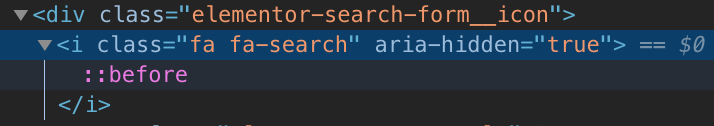 ▼<div class="elementor-search-form__icon">
▼<i class="fa fa-search" aria-hidden="true"> == $0
::before
</i>